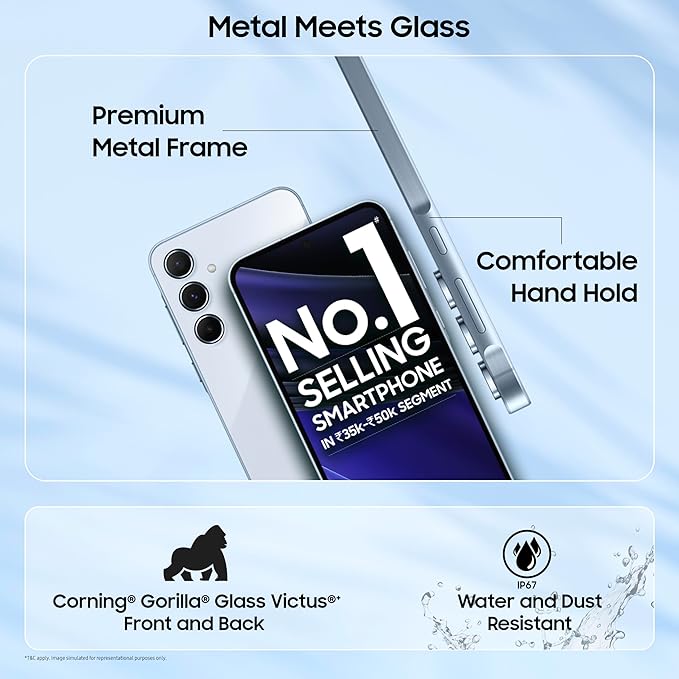 Metal Meets Glass
Premium
Metal Frame
Comfortable
Hand Hold
No.1#
SELLING
SMARTPHONE
IN ₹35K-₹50K SEGMENT
Corning® Gorilla® Glass Victus®+
Front and Back
IP67
Water and Dust
Resistant
*T&C apply. Image simulated for representational purposes only.